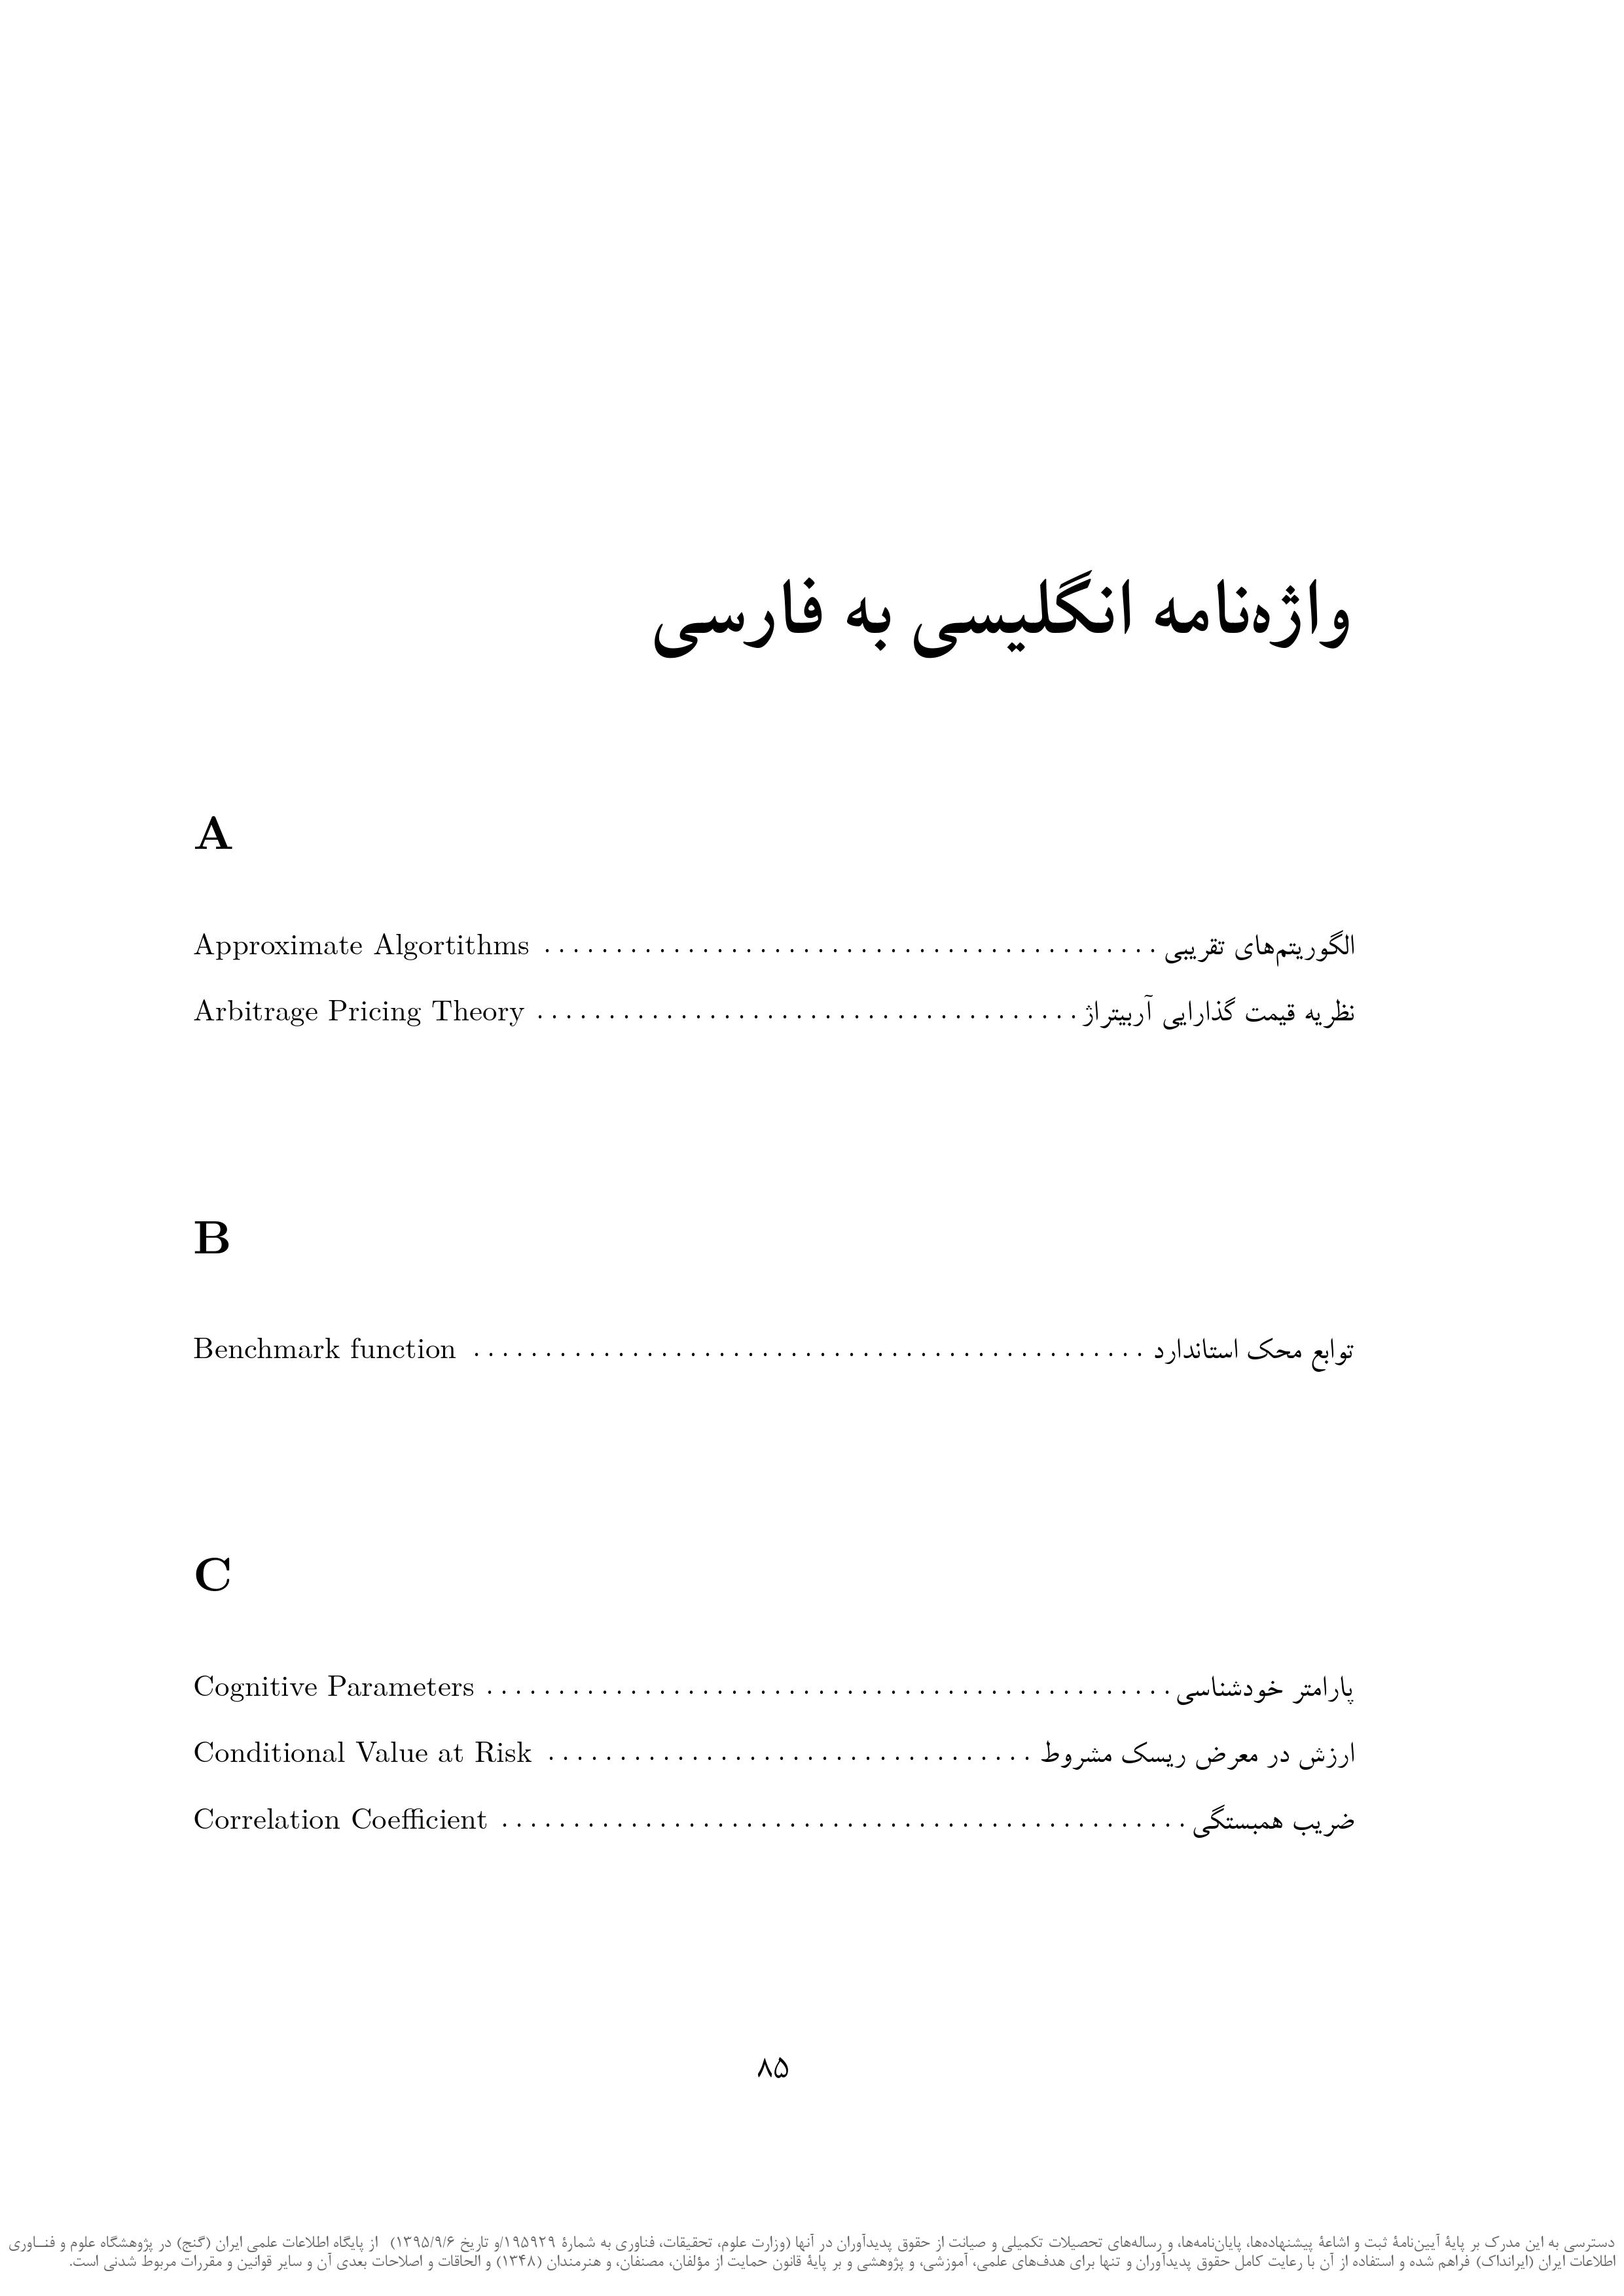 واژه‌نامه انگلیسی به فارسی
A
Approximate Algortithms . . . . . . . . . . . . . . . . . . . . . . . . . . . . . . . . . . . . . . . . . . . الگوریتم‌های تقریبی
Arbitrage Pricing Theory . . . . . . . . . . . . . . . . . . . . . . . . . . . . . . . . . . . . . . نظریه قیمت گذارایی آربیتراژ
B
Benchmark function . . . . . . . . . . . . . . . . . . . . . . . . . . . . . . . . . . . . . . . . . . . . . . . توابع محک استاندارد
C
Cognitive Parameters . . . . . . . . . . . . . . . . . . . . . . . . . . . . . . . . . . . . . . . . . . . . . . . . پارامتر خودشناسی
Conditional Value at Risk . . . . . . . . . . . . . . . . . . . . . . . . . . . . . . . . . . ارزش در معرض ریسک مشروط
Correlation Coefficient . . . . . . . . . . . . . . . . . . . . . . . . . . . . . . . . . . . . . . . . . . . . . . . . ضریب همبستگی
۸۵
دسترسی به این مدرک بر پایهٔ آیین‌نامهٔ ثبت و اشاعهٔ پیشنهاده‌ها، پایان‌نامه‌ها، و رساله‌های تحصیلات تکمیلی و صیانت از حقوق پدیدآوران در آنها (وزارت علوم، تحقیقات، فناوری به شمارهٔ ۱۹۵۹۲۹/و تاریخ ۱۳۹۵/۹/۶) از پایگاه اطلاعات علمی ایران (گنج) در پژوهشگاه علوم و فنــاوری
اطلاعات ایران (ایرانداک) فراهم شده و استفاده از آن با رعایت کامل حقوق پدیدآوران و تنها برای هدف‌های علمی، آموزشی، و پژوهشی و بر پایهٔ قانون حمایت از مؤلفان، مصنفان، و هنرمندان (۱۳۴۸) و الحاقات و اصلاحات بعدی آن و سایر قوانین و مقررات مربوط شدنی است.